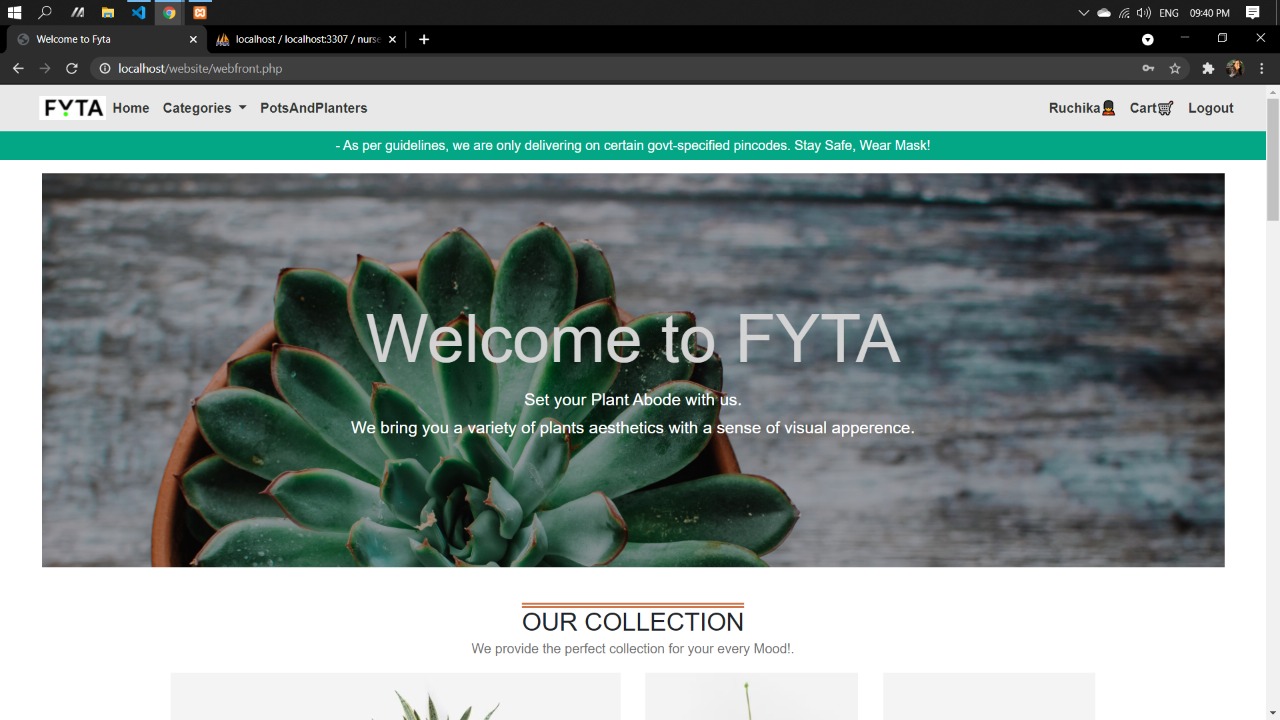 ENG
09:40 PM
Welcome to Fyta
localhost / localhost:3307 / nurse
localhost/website/webfront.php
FYTA Home Categories PotsAndPlanters Ruchika Cart Logout
- As per guidelines, we are only delivering on certain govt-specified pincodes. Stay Safe, Wear Mask!
Welcome to FYTA
Set your Plant Abode with us.
We bring you a variety of plants aesthetics with a sense of visual apperence.
OUR COLLECTION
We provide the perfect collection for your every Mood!.